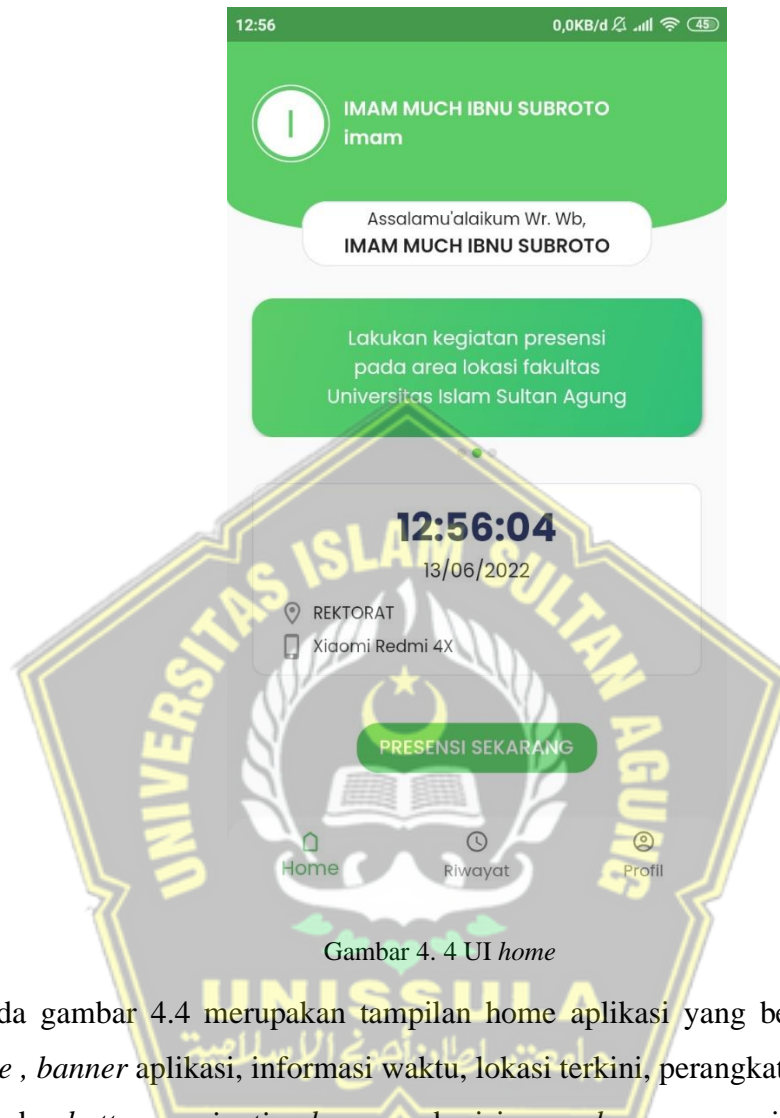 12:56 0,0KB/d 45
I
IMAM MUCH IBNU SUBROTO
imam
Assalamu'alaikum Wr. Wb,
IMAM MUCH IBNU SUBROTO
Lakukan kegiatan presensi
pada area lokasi fakultas
Universitas Islam Sultan Agung
12:56:04
13/06/2022
REKTORAT
Xiaomi Redmi 4X
PRESENSI SEKARANG
Home Riwayat Profil
UNIVERSITAS ISLAM SULTAN AGUNG
Gambar 4. 4 UI home
UNISSULA
da gambar 4.4 merupakan tampilan home aplikasi yang be
e , banner aplikasi, informasi waktu, lokasi terkini, perangkat